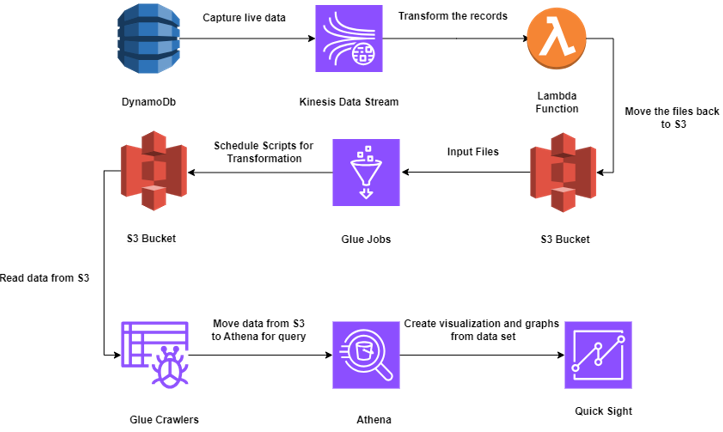 Capture live data
Transform the records
DynamoDb
Kinesis Data Stream
Lambda
Function
Move the files back
to S3
Schedule Scripts for
Transformation
Input Files
S3 Bucket
Glue Jobs
S3 Bucket
Read data from S3
Move data from S3
to Athena for query
Create visualization and graphs
from data set
Glue Crawlers
Athena
Quick Sight